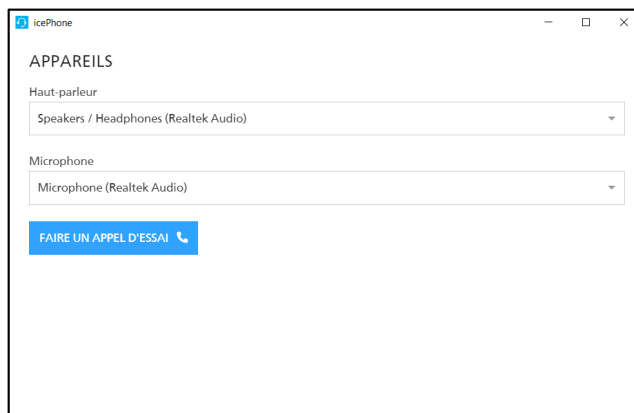 icePhone
APPAREILS
Haut-parleur
Speakers / Headphones (Realtek Audio)
Microphone
Microphone (Realtek Audio)
FAIRE UN APPEL D'ESSAI